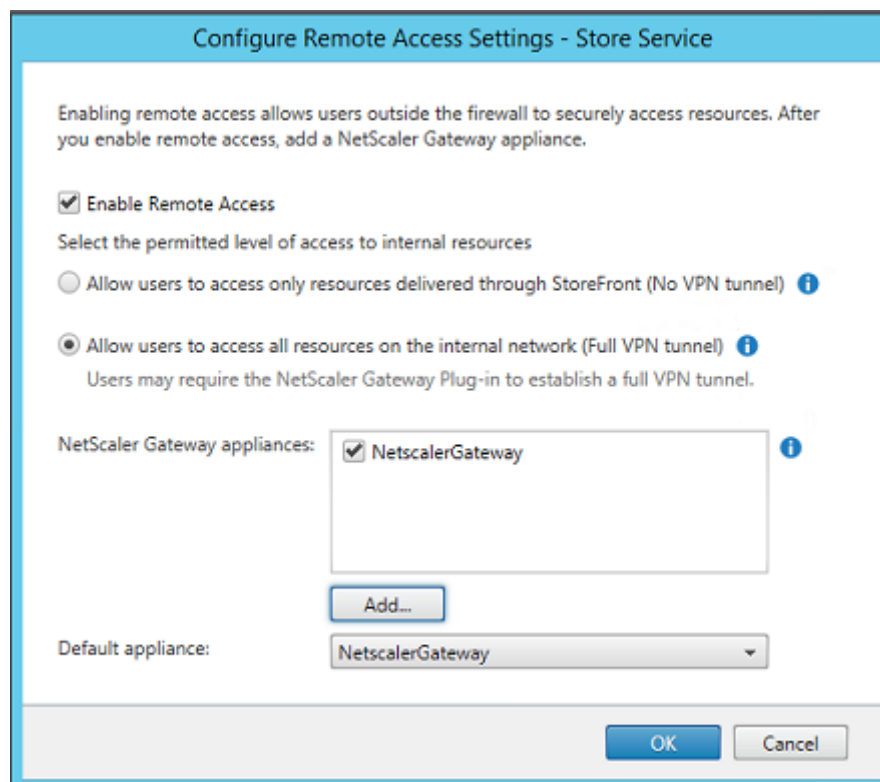 Configure Remote Access Settings - Store Service
Enabling remote access allows users outside the firewall to securely access resources. After
you enable remote access, add a NetScaler Gateway appliance.
Enable Remote Access
Select the permitted level of access to internal resources
Allow users to access only resources delivered through StoreFront (No VPN tunnel)
Allow users to access all resources on the internal network (Full VPN tunnel)
Users may require the NetScaler Gateway Plug-in to establish a full VPN tunnel.
NetScaler Gateway appliances:
NetscalerGateway
Add...
Default appliance:
NetscalerGateway
OK
Cancel